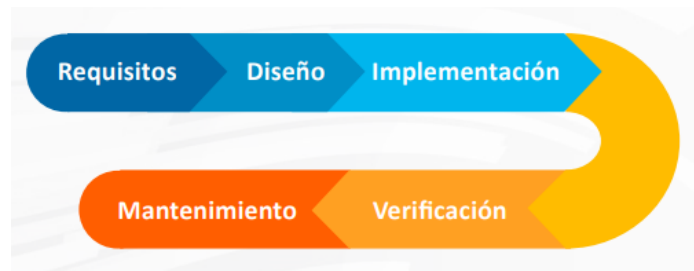 Requisitos
Diseño
Implementación
Verificación
Mantenimiento